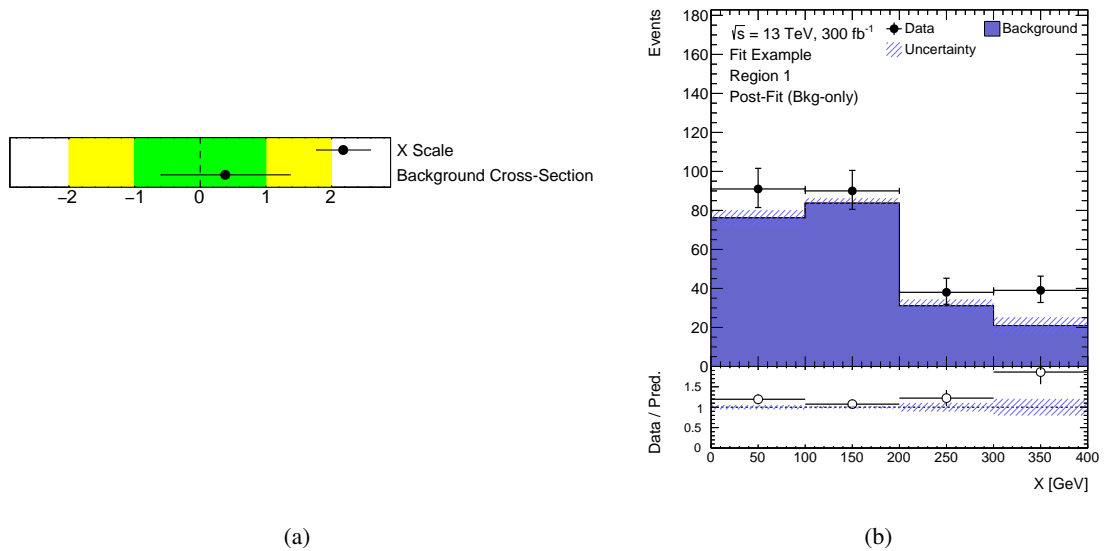 X Scale
Background Cross-Section
−2 −1 0 1 2
(a)
Events
180
160
140
120
100
80
60
40
20
0
√s = 13 TeV, 300 fb⁻¹
Fit Example
Region 1
Post-Fit (Bkg-only)
Data
Background
Uncertainty
Data / Pred.
1.5
1
0.5
0
0 50 100 150 200 250 300 350 400
X [GeV]
(b)